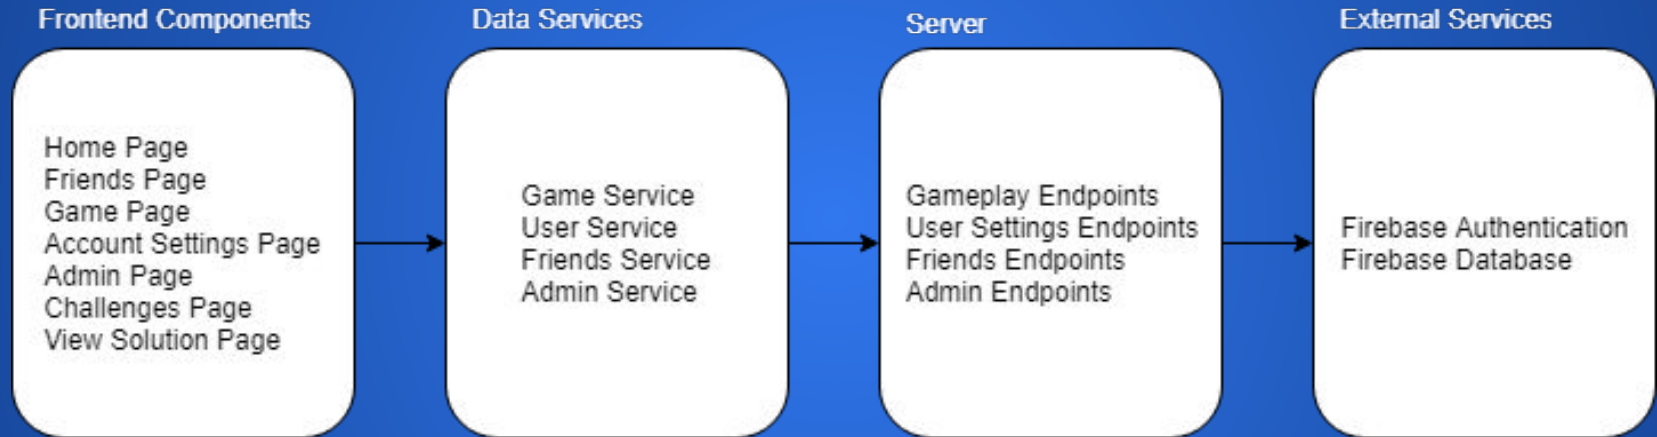 Frontend Components
Home Page
Friends Page
Game Page
Account Settings Page
Admin Page
Challenges Page
View Solution Page
Data Services
Game Service
User Service
Friends Service
Admin Service
Server
Gameplay Endpoints
User Settings Endpoints
Friends Endpoints
Admin Endpoints
External Services
Firebase Authentication
Firebase Database